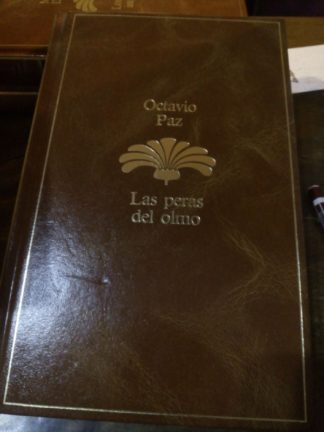 Octavio
Paz
Las peras
del olmo